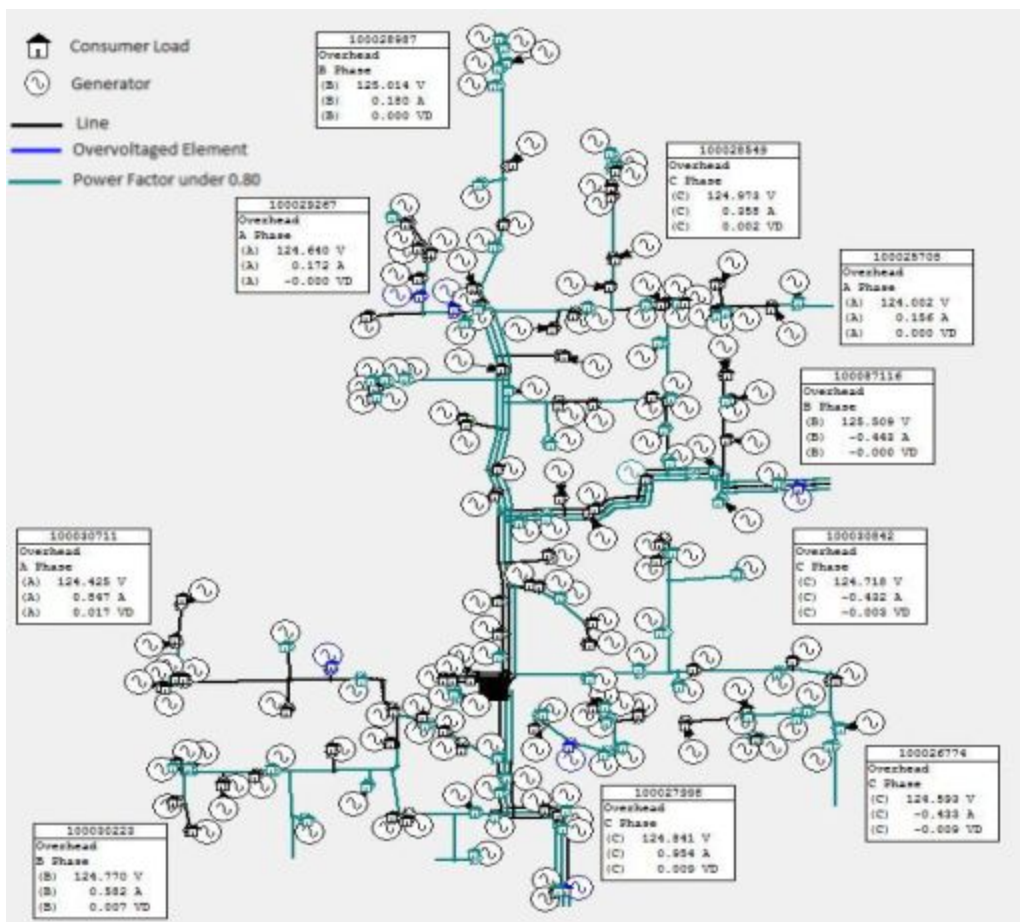 Consumer Load
Generator
Line
Overvoltaged Element
Power Factor under 0.80
100028987
Overhead
B Phase
(B) 125.014 V
(B) 0.180 A
(B) 0.000 VD
100028549
Overhead
C Phase
(C) 124.973 V
(C) 0.358 A
(C) 0.002 VD
100029267
Overhead
A Phase
(A) 124.640 V
(A) 0.172 A
(A) -0.000 VD
100025708
Overhead
A Phase
(A) 124.002 V
(A) 0.156 A
(A) 0.000 VD
100087116
Overhead
B Phase
(B) 125.509 V
(B) -0.443 A
(B) -0.000 VD
100030711
Overhead
A Phase
(A) 124.425 V
(A) 0.847 A
(A) 0.017 VD
100030842
Overhead
C Phase
(C) 124.718 V
(C) -0.432 A
(C) -0.003 VD
100026774
Overhead
C Phase
(C) 124.593 V
(C) -0.433 A
(C) -0.009 VD
100027998
Overhead
C Phase
(C) 124.841 V
(C) 0.954 A
(C) 0.009 VD
100030223
Overhead
B Phase
(B) 124.770 V
(B) 0.582 A
(B) 0.007 VD